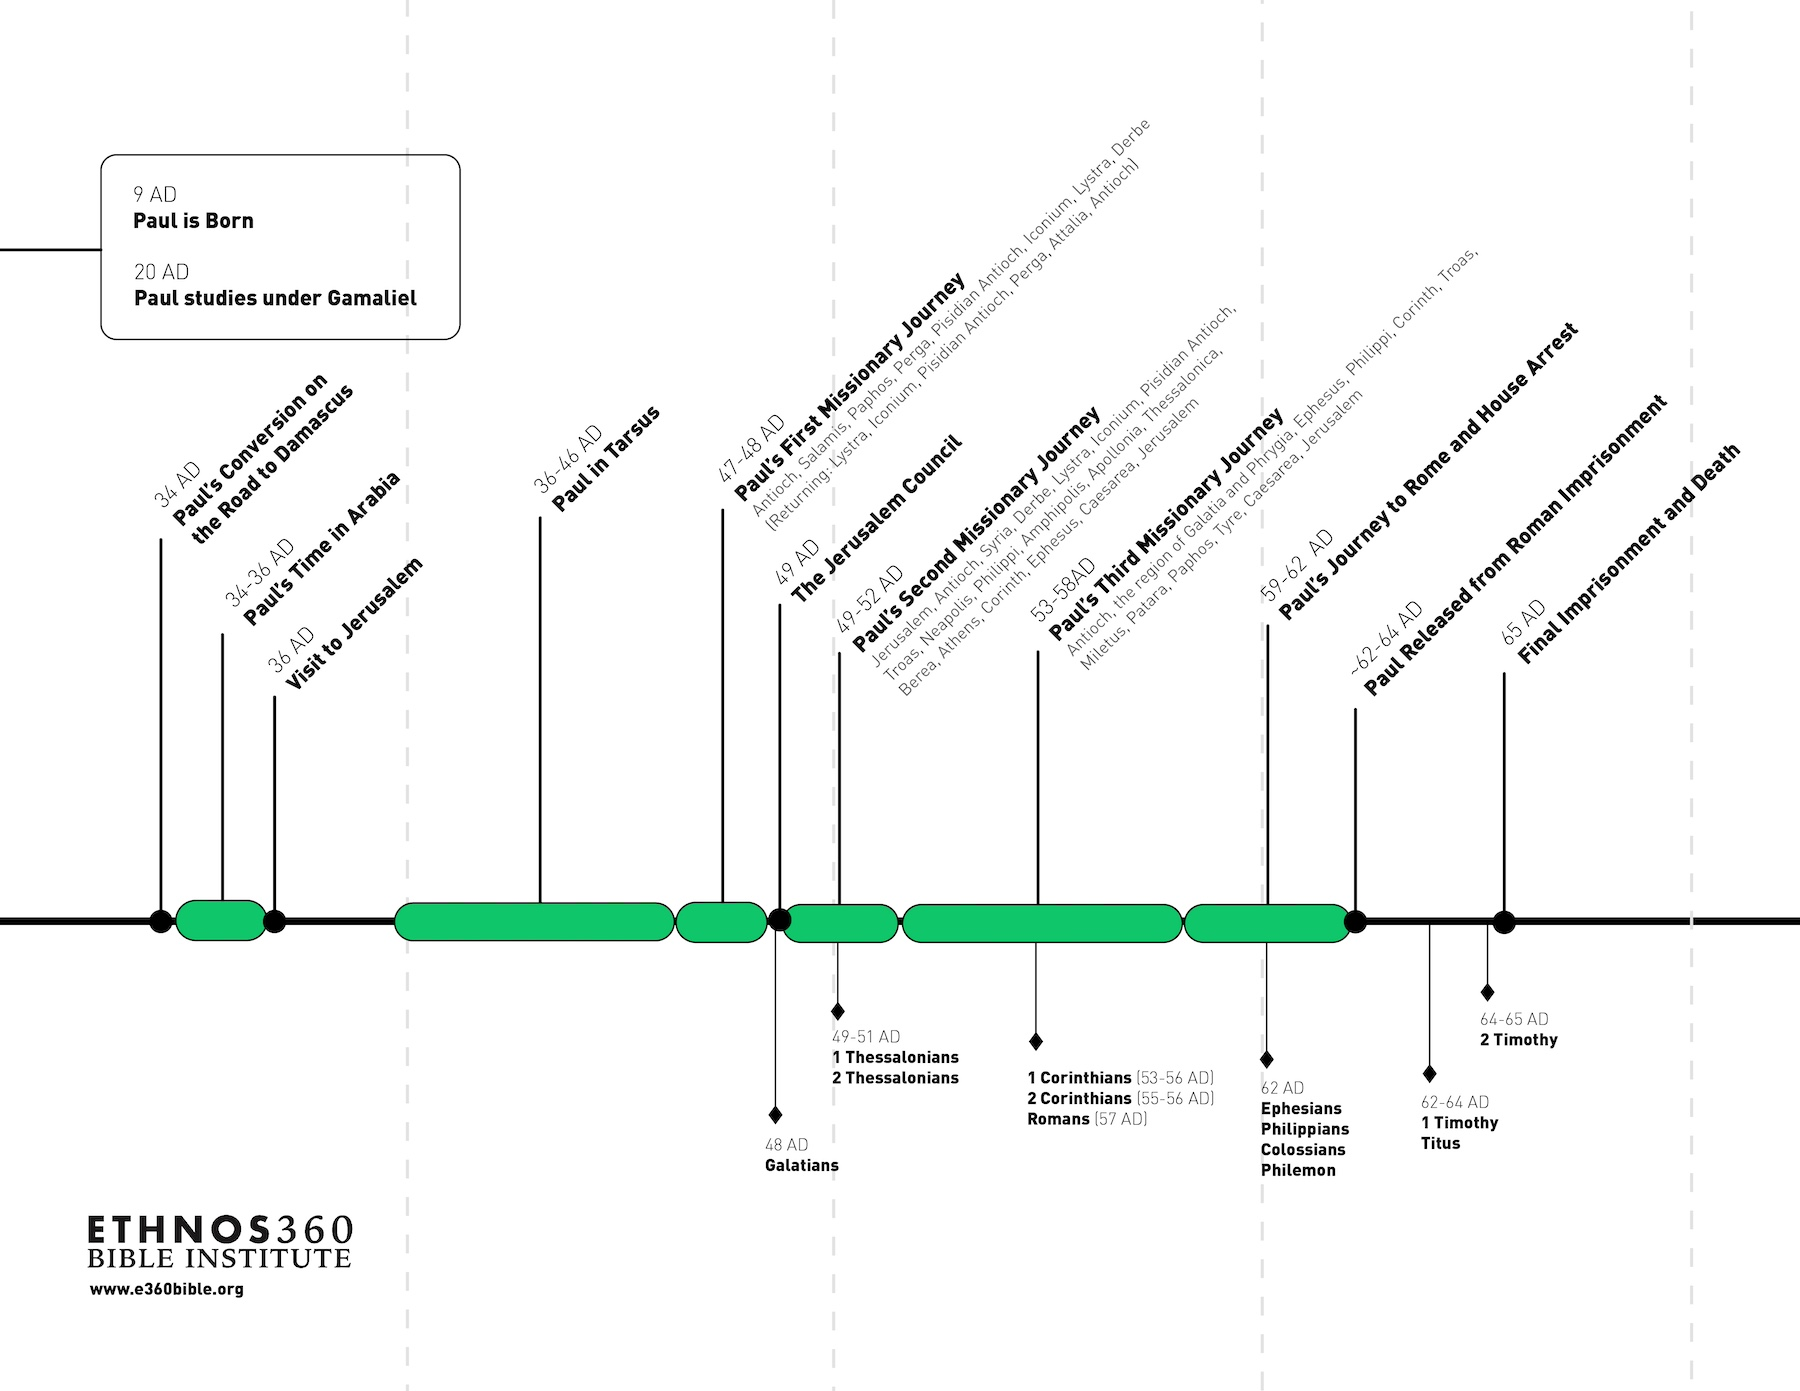 9 AD
Paul is Born
20 AD
Paul studies under Gamaliel
34 AD
Paul's Conversion on
the Road to Damascus
34-36 AD
Paul's Time in Arabia
36 AD
Visit to Jerusalem
36-46 AD
Paul in Tarsus
47-48 AD
Paul's First Missionary Journey
Antioch, Salamis, Paphos, Perga, Pisidian Antioch, Iconium, Lystra, Derbe
(Returning: Lystra, Iconium, Pisidian Antioch, Perga, Attalia, Antioch)
49 AD
The Jerusalem Council
49-52 AD
Paul's Second Missionary Journey
Jerusalem, Antioch, Syria, Derbe, Lystra, Iconium, Pisidian Antioch,
Troas, Neapolis, Philippi, Amphipolis, Apollonia, Thessalonica,
Berea, Athens, Corinth, Ephesus, Caesarea, Jerusalem
53-58AD
Paul's Third Missionary Journey
Antioch, the region of Galatia and Phrygia, Ephesus, Philippi, Corinth, Troas,
Miletus, Patara, Paphos, Tyre, Caesarea, Jerusalem
59-62 AD
Paul's Journey to Rome and House Arrest
~62-64 AD
Paul Released from Roman Imprisonment
65 AD
Final Imprisonment and Death
48 AD
Galatians
49-51 AD
1 Thessalonians
2 Thessalonians
1 Corinthians (53-56 AD)
2 Corinthians (55-56 AD)
Romans (57 AD)
62 AD
Ephesians
Philippians
Colossians
Philemon
62-64 AD
1 Timothy
Titus
64-65 AD
2 Timothy
ETHNOS360
BIBLE INSTITUTE
www.e360bible.org